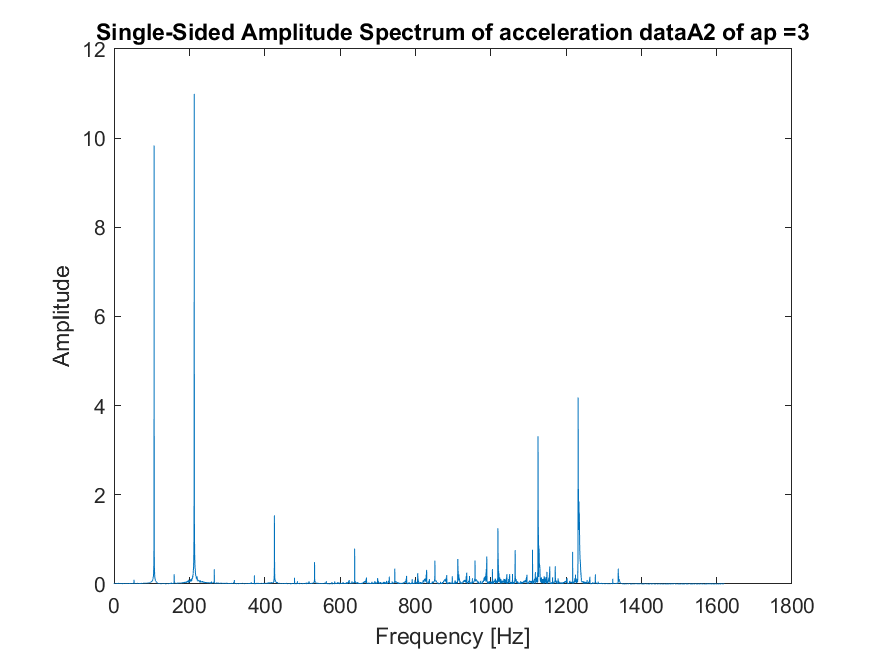 Single-Sided Amplitude Spectrum of acceleration dataA2 of ap =3
12
10
8
6
4
2
0
Amplitude
0 200 400 600 800 1000 1200 1400 1600 1800
Frequency [Hz]